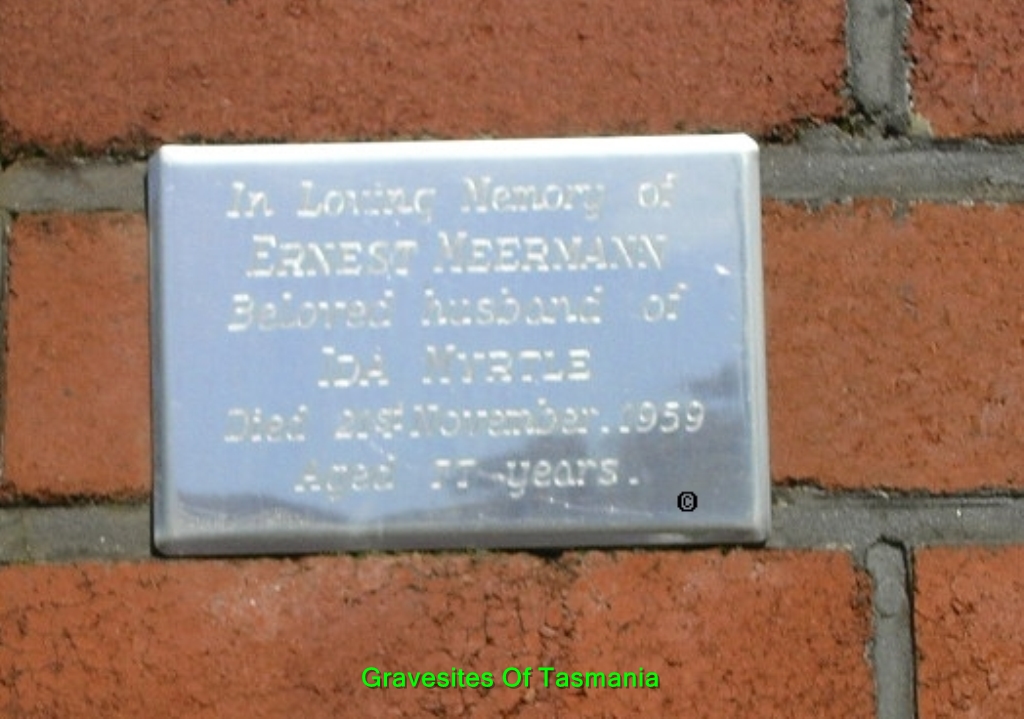 In Loving Memory of
ERNEST MEERMANN
Beloved husband of
IDA MYRTLE
Died 21st November.1959
Aged 77 years.
©
Gravesites Of Tasmania